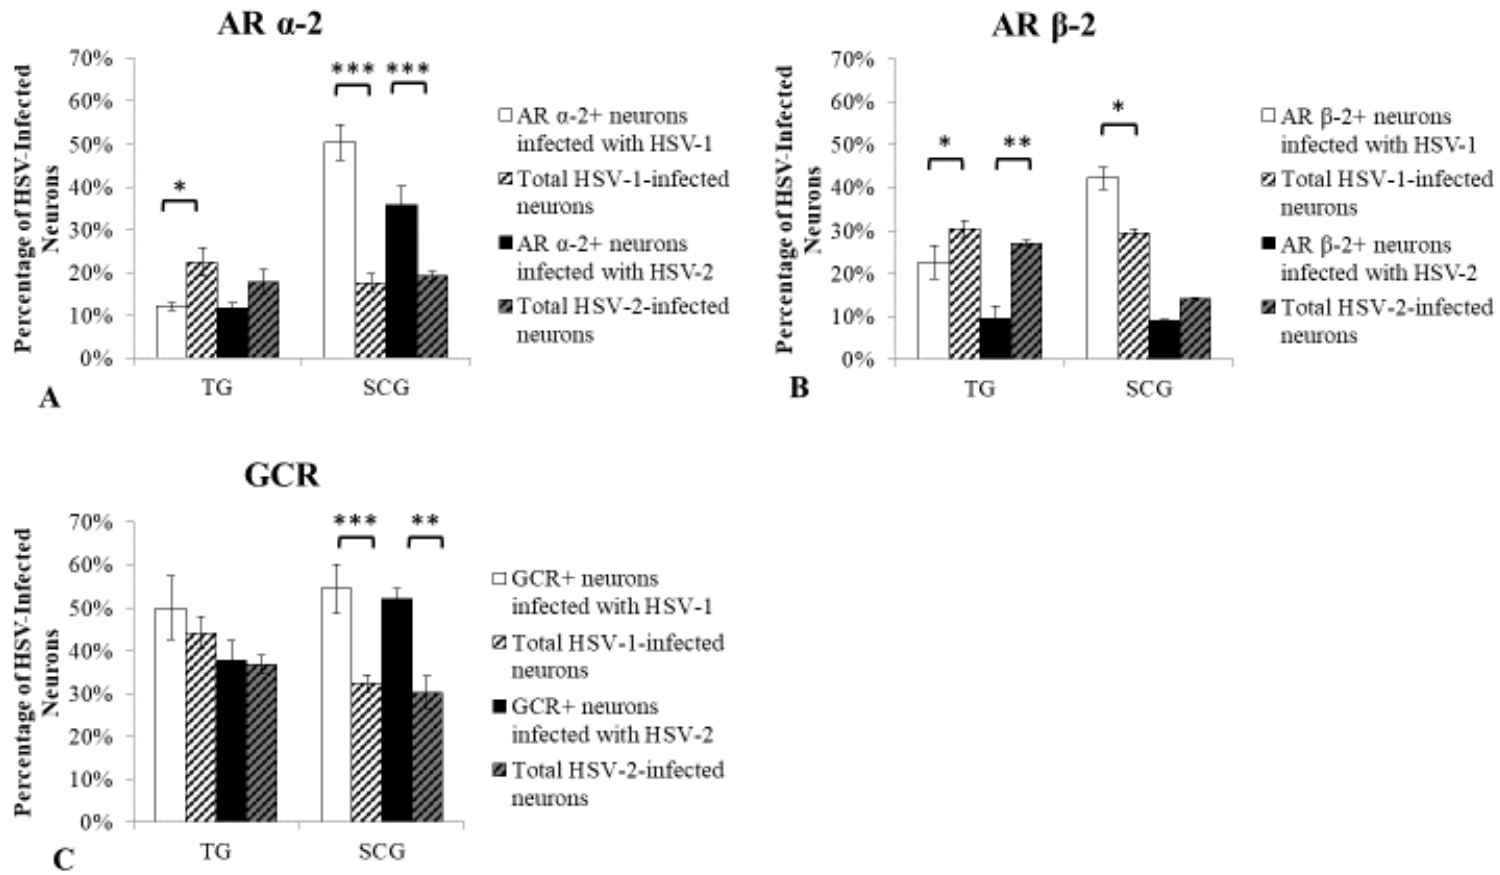 AR α-2
70%
60%
50%
40%
30%
20%
10%
0%
Percentage of HSV-Infected
Neurons
***
***
*
TG
SCG
AR α-2+ neurons
infected with HSV-1
Total HSV-1-infected
neurons
AR α-2+ neurons
infected with HSV-2
Total HSV-2-infected
neurons
A
AR β-2
70%
60%
50%
40%
30%
20%
10%
0%
Percentage of HSV-Infected
Neurons
*
**
*
TG
SCG
AR β-2+ neurons
infected with HSV-1
Total HSV-1-infected
neurons
AR β-2+ neurons
infected with HSV-2
Total HSV-2-infected
neurons
B
GCR
70%
60%
50%
40%
30%
20%
10%
0%
Percentage of HSV-Infected
Neurons
***
**
TG
SCG
GCR+ neurons
infected with HSV-1
Total HSV-1-infected
neurons
GCR+ neurons
infected with HSV-2
Total HSV-2-infected
neurons
C